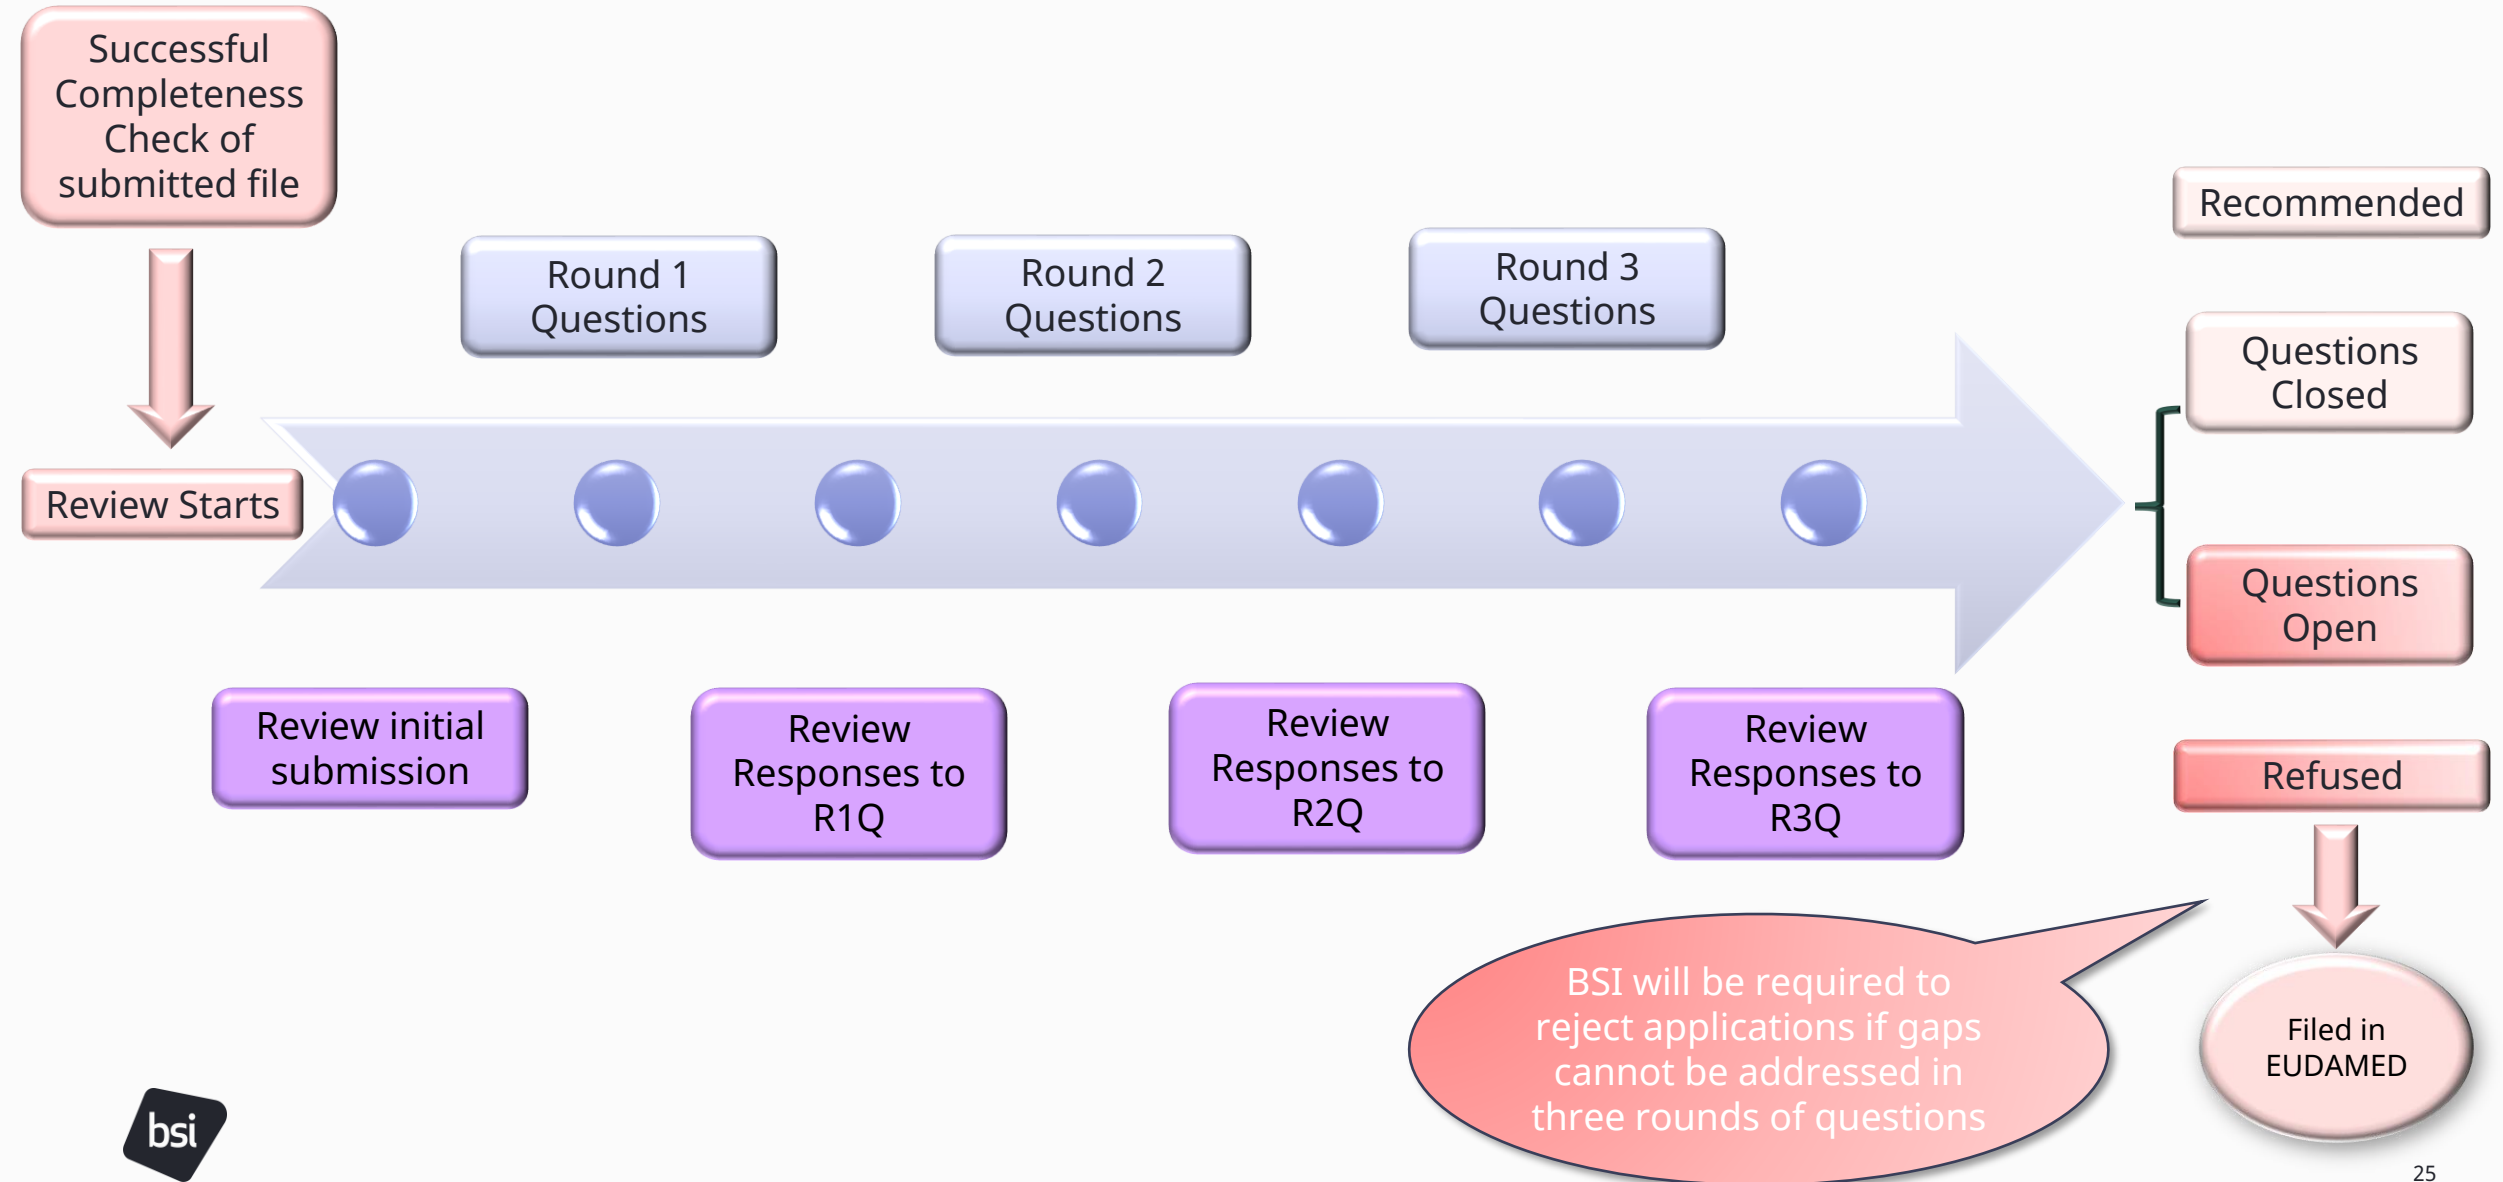 Successful
Completeness
Check of
submitted file
Review Starts
Round 1
Questions
Round 2
Questions
Round 3
Questions
Review initial
submission
Review
Responses to
R1Q
Review
Responses to
R2Q
Review
Responses to
R3Q
Recommended
Questions
Closed
Questions
Open
Refused
BSI will be required to
reject applications if gaps
cannot be addressed in
three rounds of questions
Filed in
EUDAMED
bsi
25